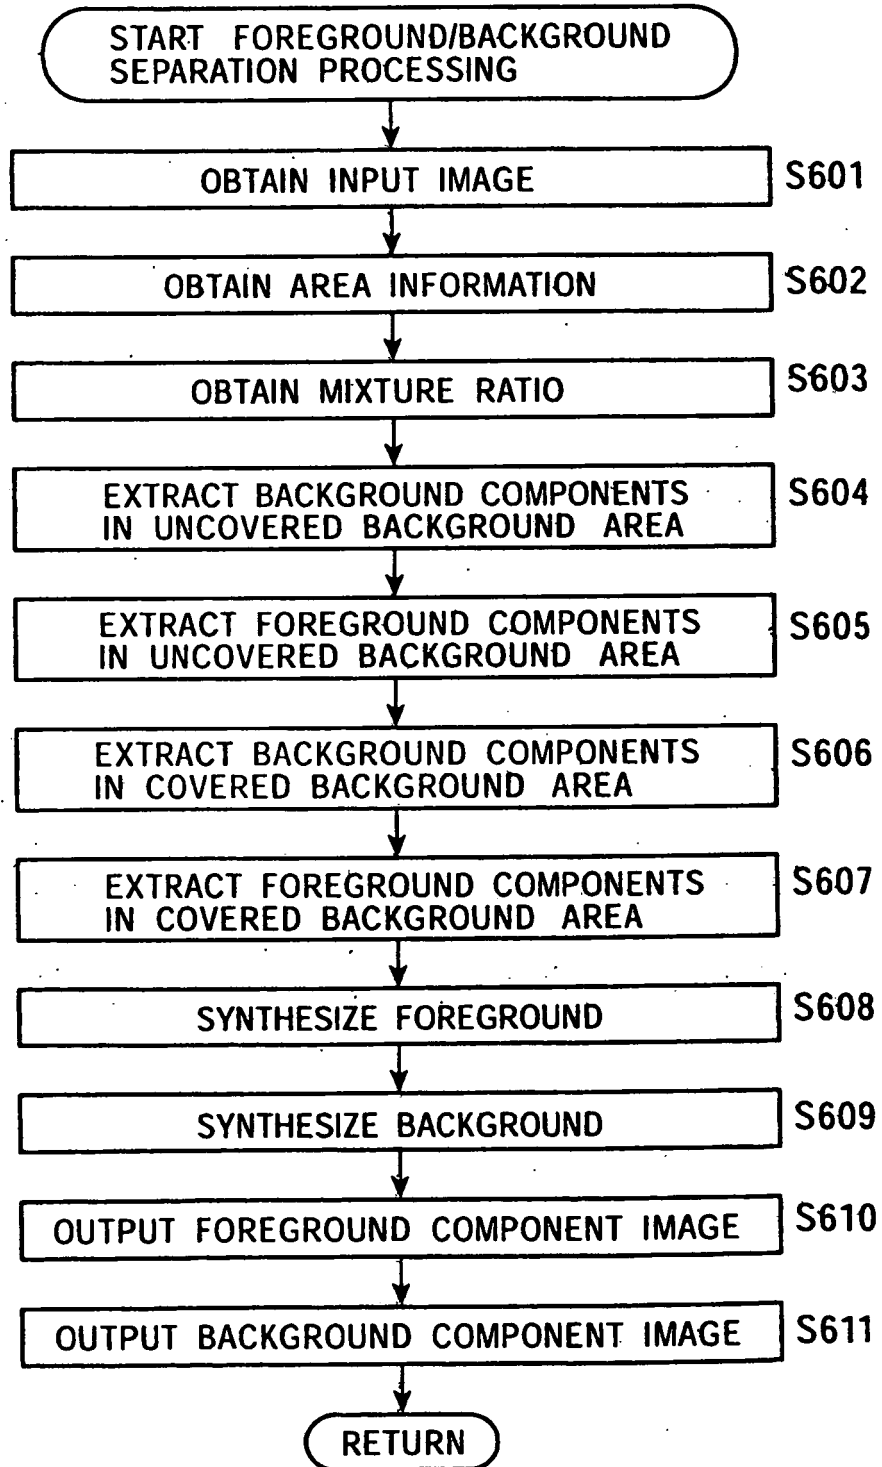 START FOREGROUND/BACKGROUND
SEPARATION PROCESSING
OBTAIN INPUT IMAGE
S601
OBTAIN AREA INFORMATION
S602
OBTAIN MIXTURE RATIO
S603
EXTRACT BACKGROUND COMPONENTS
IN UNCOVERED BACKGROUND AREA
S604
EXTRACT FOREGROUND COMPONENTS
IN UNCOVERED BACKGROUND AREA
S605
EXTRACT BACKGROUND COMPONENTS
IN COVERED BACKGROUND AREA
S606
EXTRACT FOREGROUND COMPONENTS
IN COVERED BACKGROUND AREA
S607
SYNTHESIZE FOREGROUND
S608
SYNTHESIZE BACKGROUND
S609
OUTPUT FOREGROUND COMPONENT IMAGE
S610
OUTPUT BACKGROUND COMPONENT IMAGE
S611
RETURN